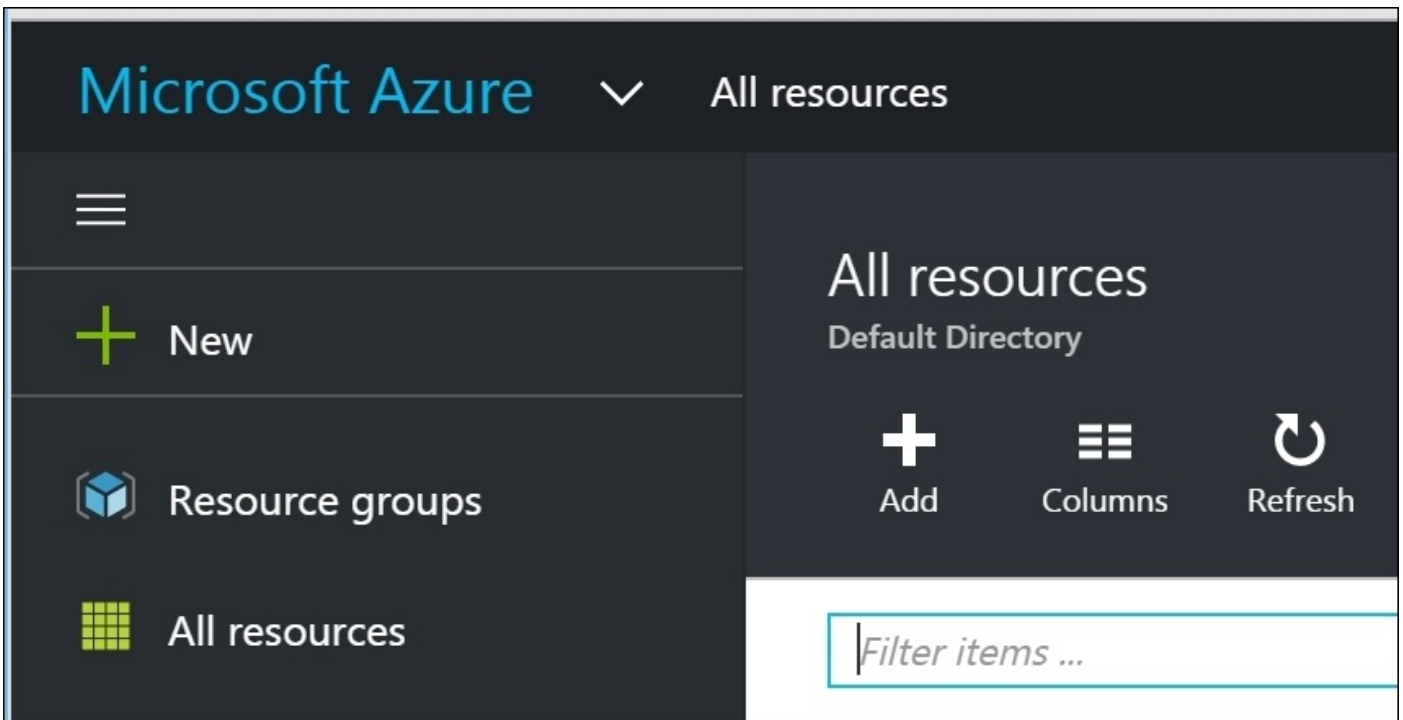 Microsoft Azure All resources
New
Resource groups
All resources
All resources
Default Directory
Add Columns Refresh
Filter items ...